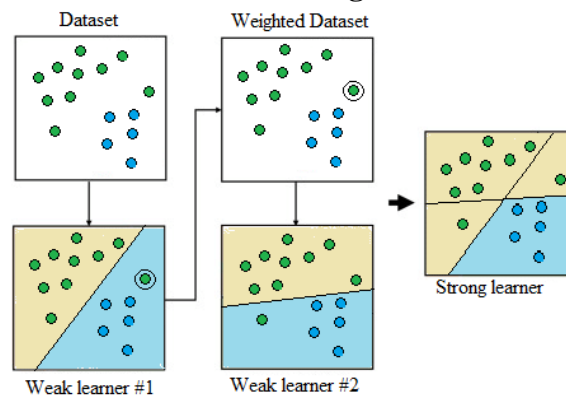 Dataset
Weighted Dataset
Weak learner #1
Weak learner #2
Strong learner